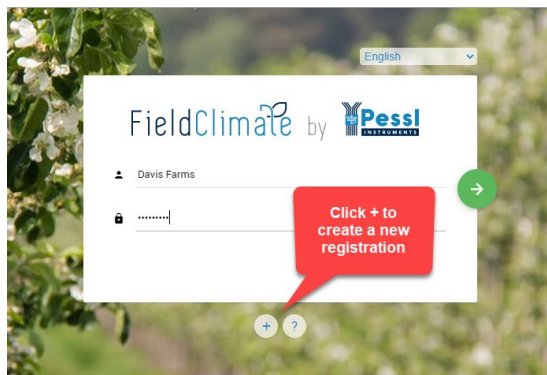 English
FieldClimate by Pessl
INSTRUMENTS
Davis Farms
•••••••••
Click + to
create a new
registration
+ ?